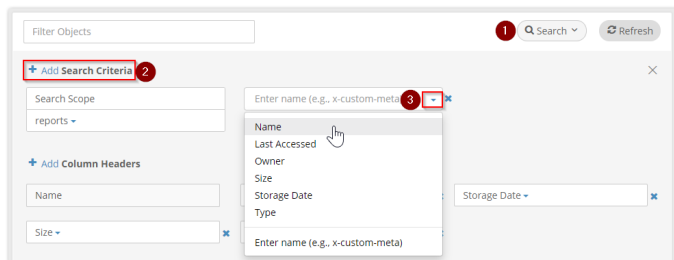 Filter Objects
1
Search
Refresh
Add Search Criteria
2
Search Scope
Enter name (e.g., x-custom-meta
3
reports
Name
Last Accessed
Owner
Size
Storage Date
Type
Enter name (e.g., x-custom-meta)
Add Column Headers
Name
Storage Date
Size